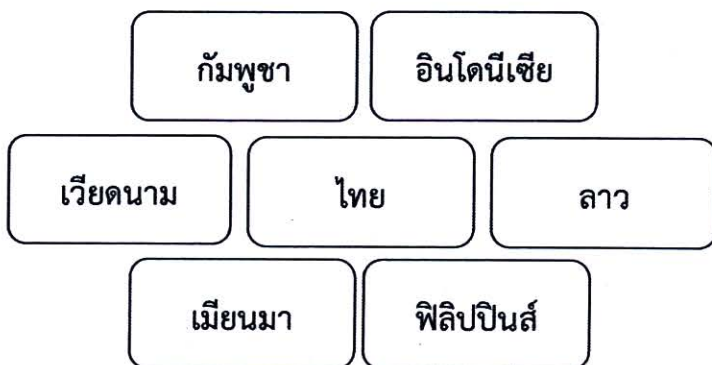 กัมพูชา อินโดนีเซีย
เวียดนาม ไทย ลาว
เมียนมา ฟิลิปปินส์